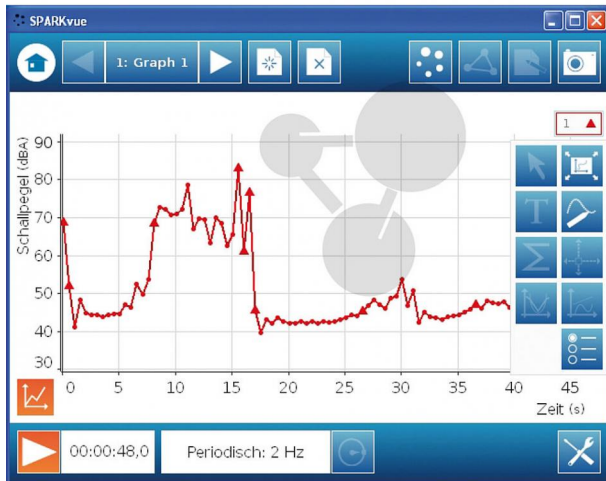 SPARKvue
1: Graph 1
1
Schallpegel (dBA)
90
80
70
60
50
40
30
0 5 10 15 20 25 30 35 40 45
Zeit (s)
T
Σ
00:00:48,0
Periodisch: 2 Hz